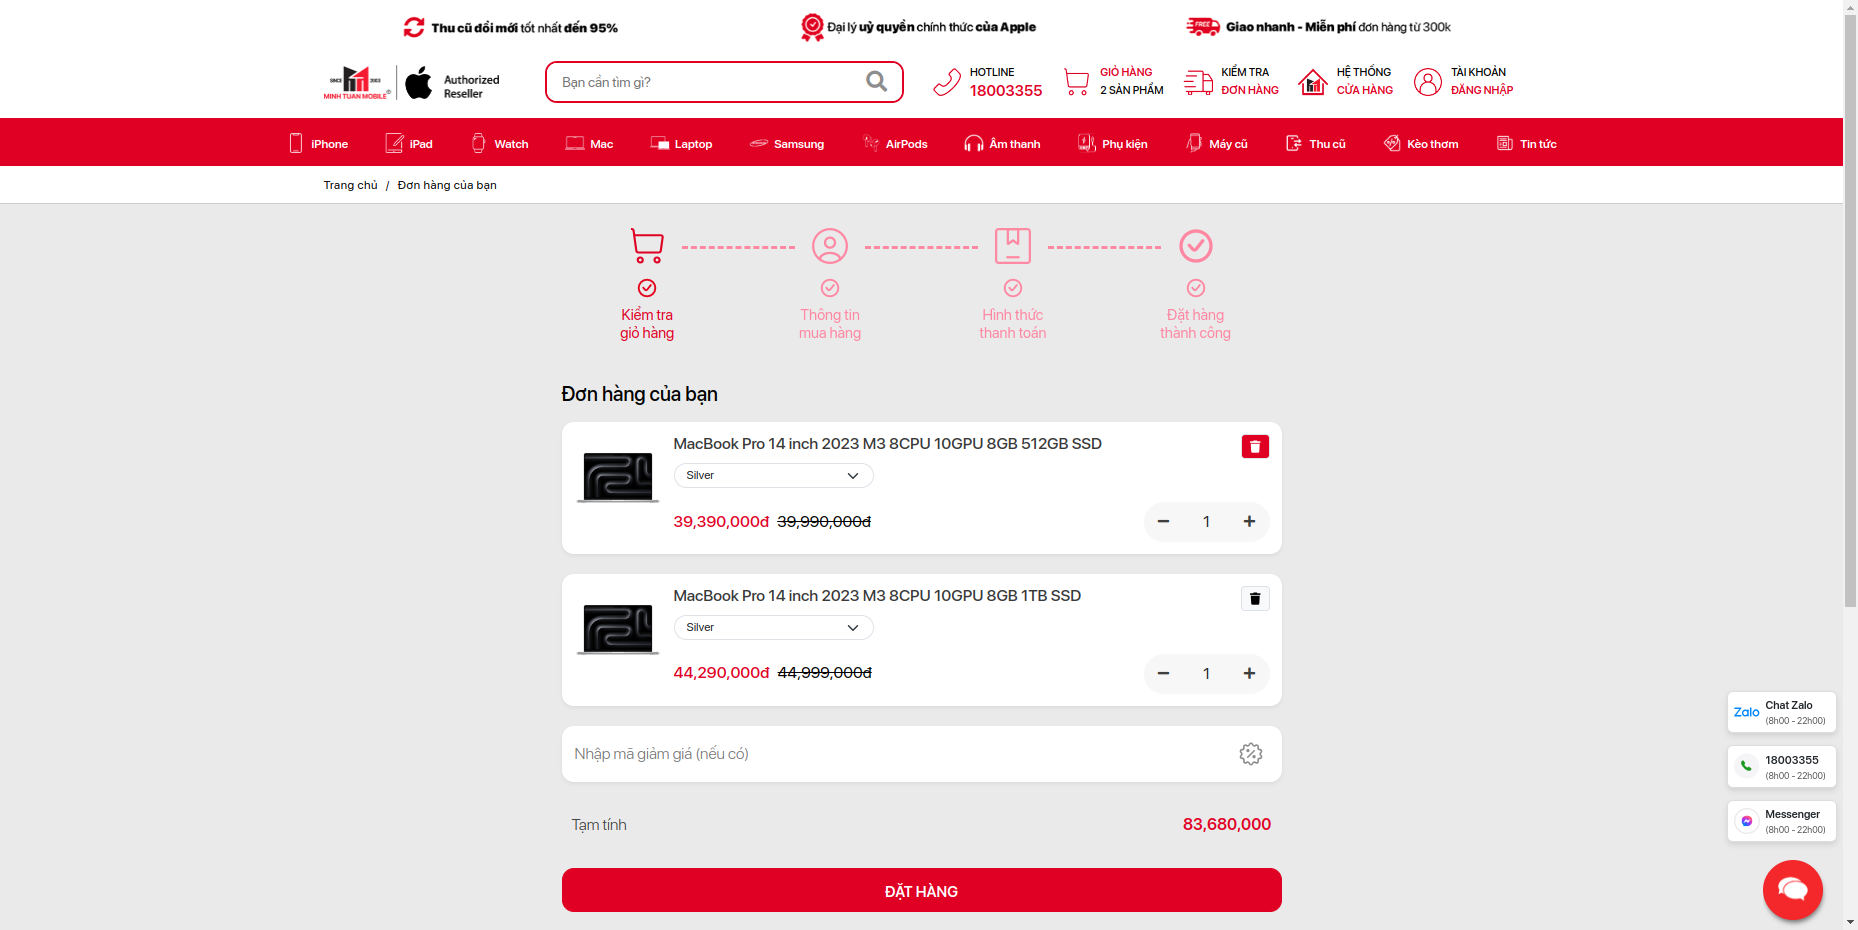 Thu cũ đổi mới tốt nhất đến 95%
Đại lý uỷ quyền chính thức của Apple
FREE
Giao nhanh - Miễn phí đơn hàng từ 300k
SINCE 2003
MINH TUAN MOBILE®
Authorized
Reseller
Bạn cần tìm gì?
HOTLINE
18003355
GIỎ HÀNG
2 SẢN PHẨM
KIỂM TRA
ĐƠN HÀNG
HỆ THỐNG
CỬA HÀNG
TÀI KHOẢN
ĐĂNG NHẬP
iPhone
iPad
Watch
Mac
Laptop
Samsung
AirPods
Âm thanh
Phụ kiện
Máy cũ
Thu cũ
Kèo thơm
Tin tức
Trang chủ / Đơn hàng của bạn
Kiểm tra
giỏ hàng
Thông tin
mua hàng
Hình thức
thanh toán
Đặt hàng
thành công
Đơn hàng của bạn
MacBook Pro 14 inch 2023 M3 8CPU 10GPU 8GB 512GB SSD
Silver
39,390,000đ 39,990,000đ
1
MacBook Pro 14 inch 2023 M3 8CPU 10GPU 8GB 1TB SSD
Silver
44,290,000đ 44,999,000đ
1
Nhập mã giảm giá (nếu có)
Tạm tính
83,680,000
ĐẶT HÀNG
Zalo
Chat Zalo
(8h00 - 22h00)
18003355
(8h00 - 22h00)
Messenger
(8h00 - 22h00)